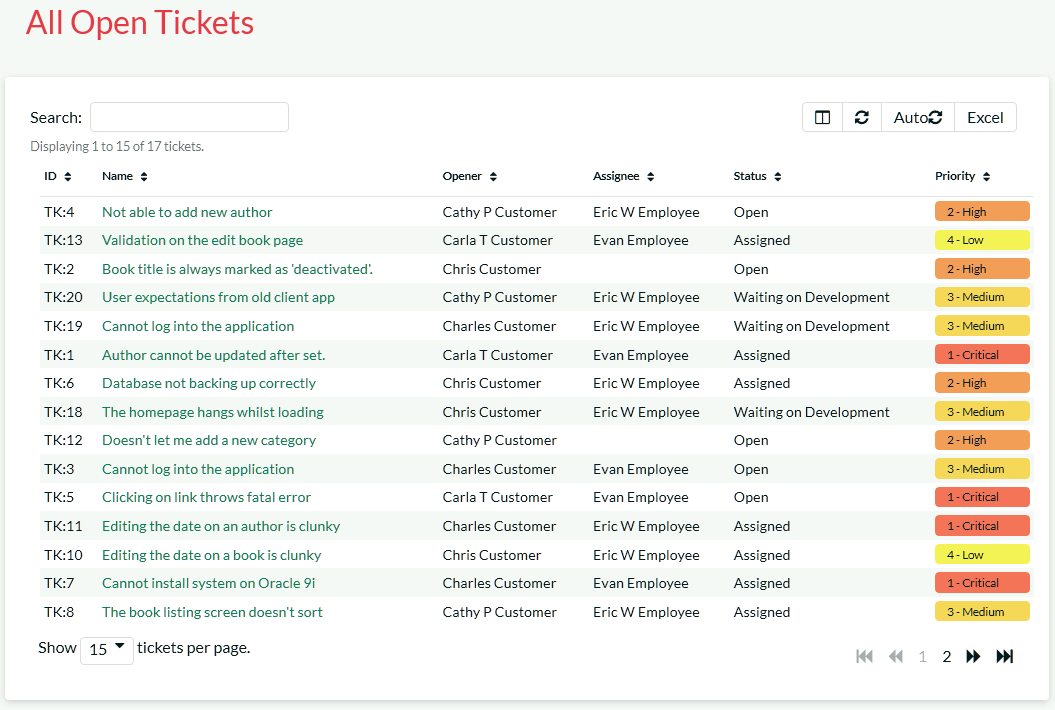 All Open Tickets
Search: Auto Excel
Displaying 1 to 15 of 17 tickets.
ID Name Opener Assignee Status Priority
TK:4 Not able to add new author Cathy P Customer Eric W Employee Open 2 - High
TK:13 Validation on the edit book page Carla T Customer Evan Employee Assigned 4 - Low
TK:2 Book title is always marked as 'deactivated'. Chris Customer Open 2 - High
TK:20 User expectations from old client app Cathy P Customer Eric W Employee Waiting on Development 3 - Medium
TK:19 Cannot log into the application Charles Customer Eric W Employee Waiting on Development 3 - Medium
TK:1 Author cannot be updated after set. Carla T Customer Evan Employee Assigned 1 - Critical
TK:6 Database not backing up correctly Chris Customer Eric W Employee Assigned 2 - High
TK:18 The homepage hangs whilst loading Chris Customer Eric W Employee Waiting on Development 3 - Medium
TK:12 Doesn't let me add a new category Cathy P Customer Open 2 - High
TK:3 Cannot log into the application Charles Customer Evan Employee Open 3 - Medium
TK:5 Clicking on link throws fatal error Carla T Customer Evan Employee Open 1 - Critical
TK:11 Editing the date on an author is clunky Charles Customer Eric W Employee Assigned 1 - Critical
TK:10 Editing the date on a book is clunky Chris Customer Eric W Employee Assigned 4 - Low
TK:7 Cannot install system on Oracle 9i Charles Customer Evan Employee Assigned 1 - Critical
TK:8 The book listing screen doesn't sort Cathy P Customer Eric W Employee Assigned 3 - Medium
Show 15 tickets per page. 1 2